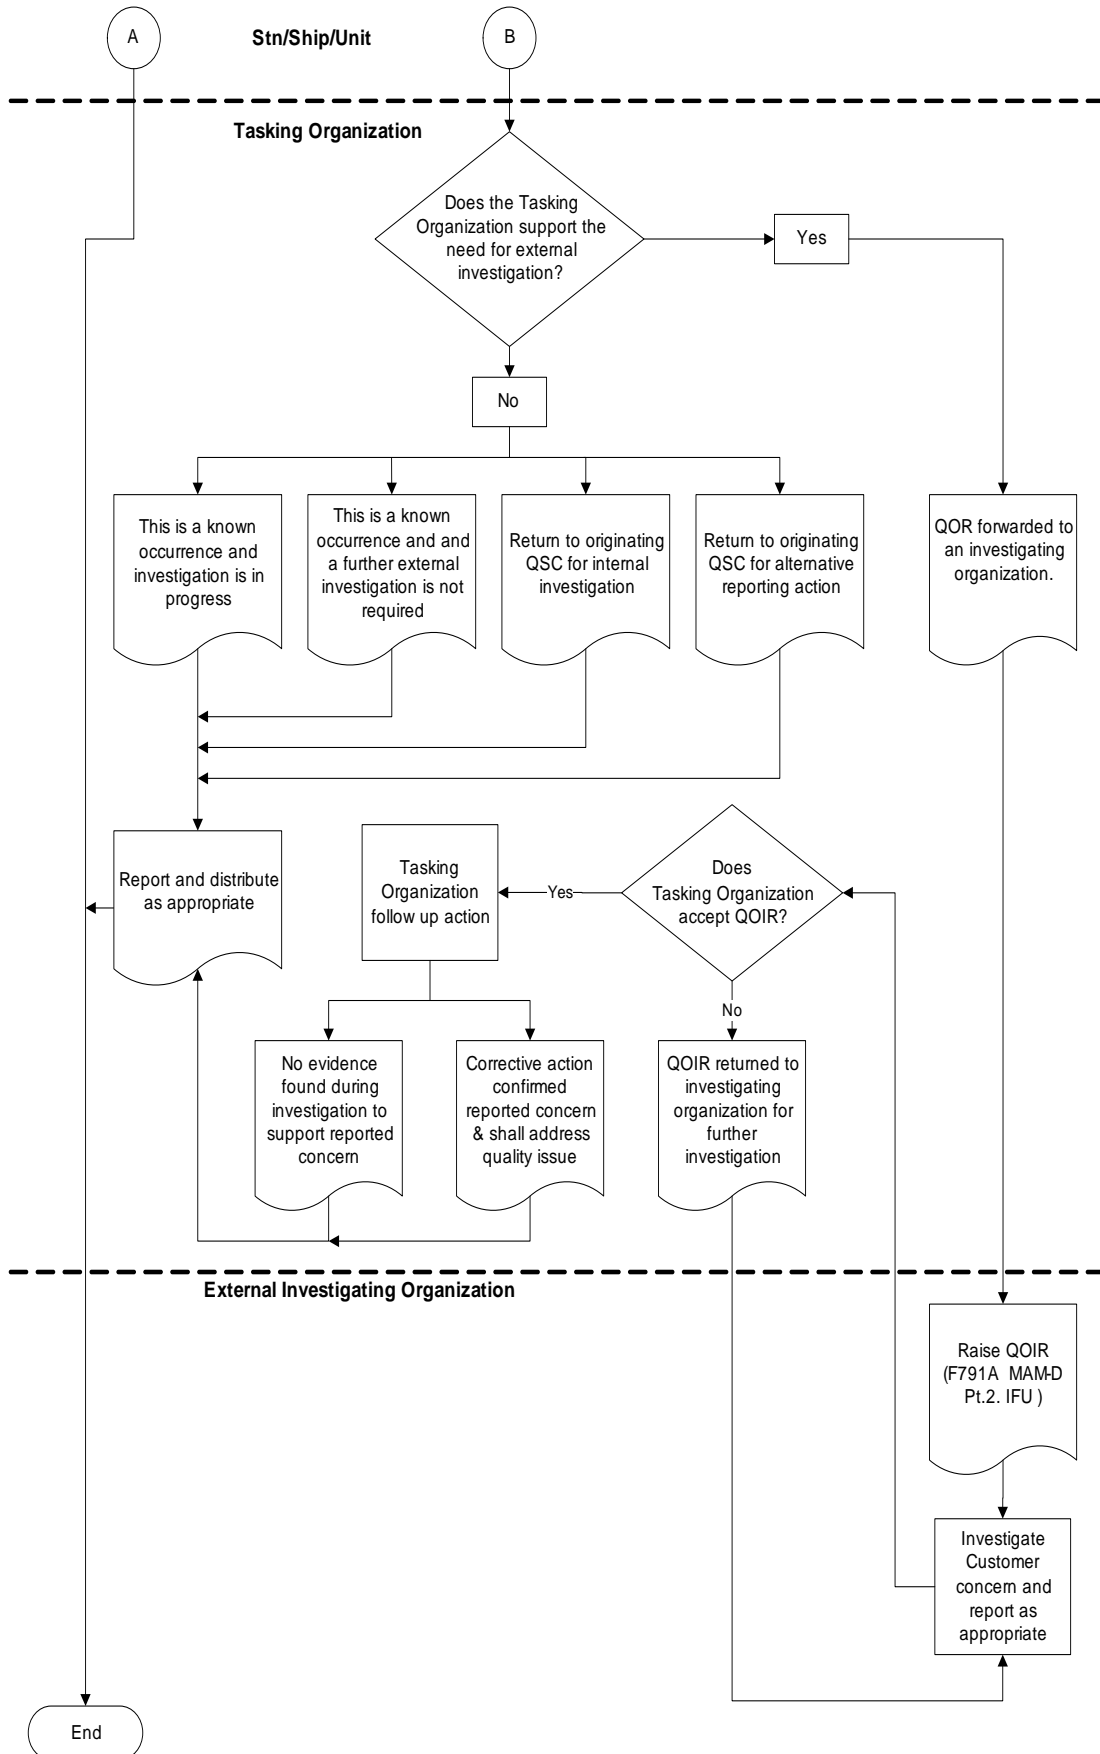 A
Stn/Ship/Unit
B
Tasking Organization
Does the Tasking
Organization support the
need for external
investigation?
Yes
No
This is a known
occurrence and
investigation is in
progress
This is a known
occurrence and and
a further external
investigation is not
required
Return to originating
QSC for internal
investigation
Return to originating
QSC for alternative
reporting action
QOR forwarded to
an investigating
organization.
Report and distribute
as appropriate
Tasking
Organization
follow up action
Yes
Does
Tasking Organization
accept QOIR?
No
No evidence
found during
investigation to
support reported
concern
Corrective action
confirmed
reported concern
& shall address
quality issue
QOIR returned to
investigating
organization for
further
investigation
External Investigating Organization
Raise QOIR
(F791A MAM-D
Pt.2. IFU )
Investigate
Customer
concern and
report as
appropriate
End